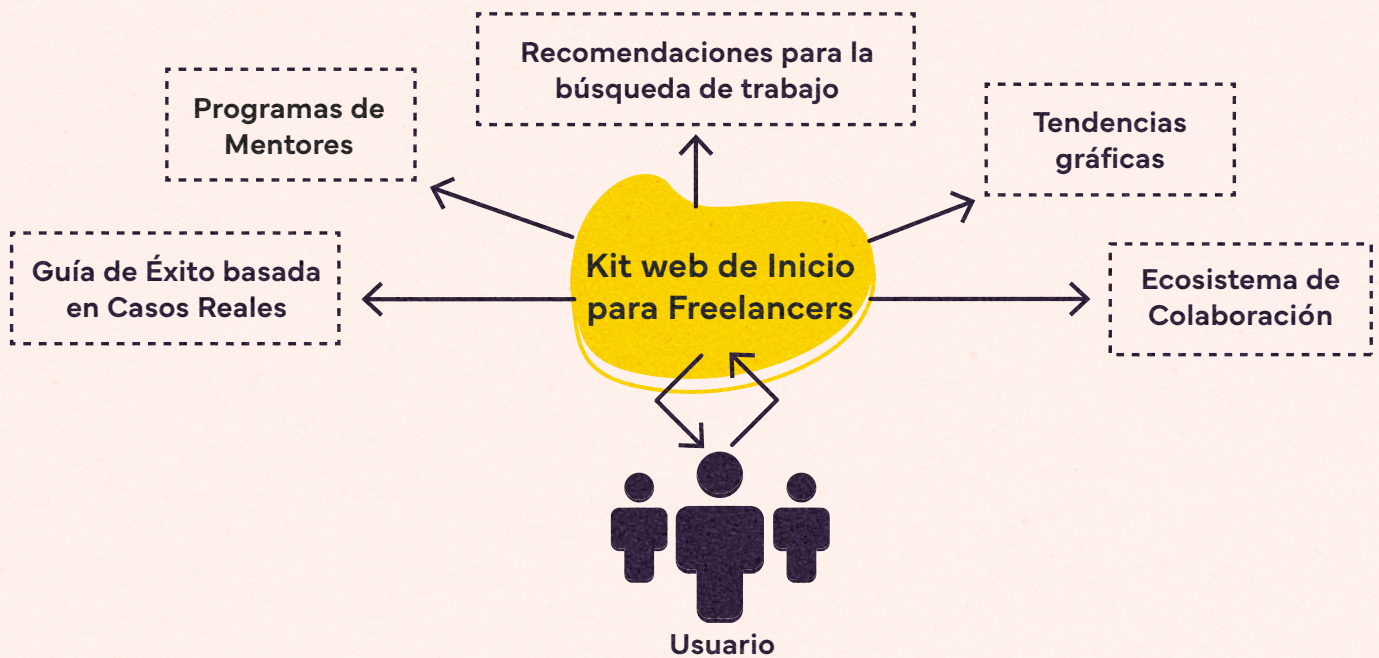 Recomendaciones para la
búsqueda de trabajo
Programas de
Mentores
Tendencias
gráficas
Guía de Éxito basada
en Casos Reales
Kit web de Inicio
para Freelancers
Ecosistema de
Colaboración
Usuario